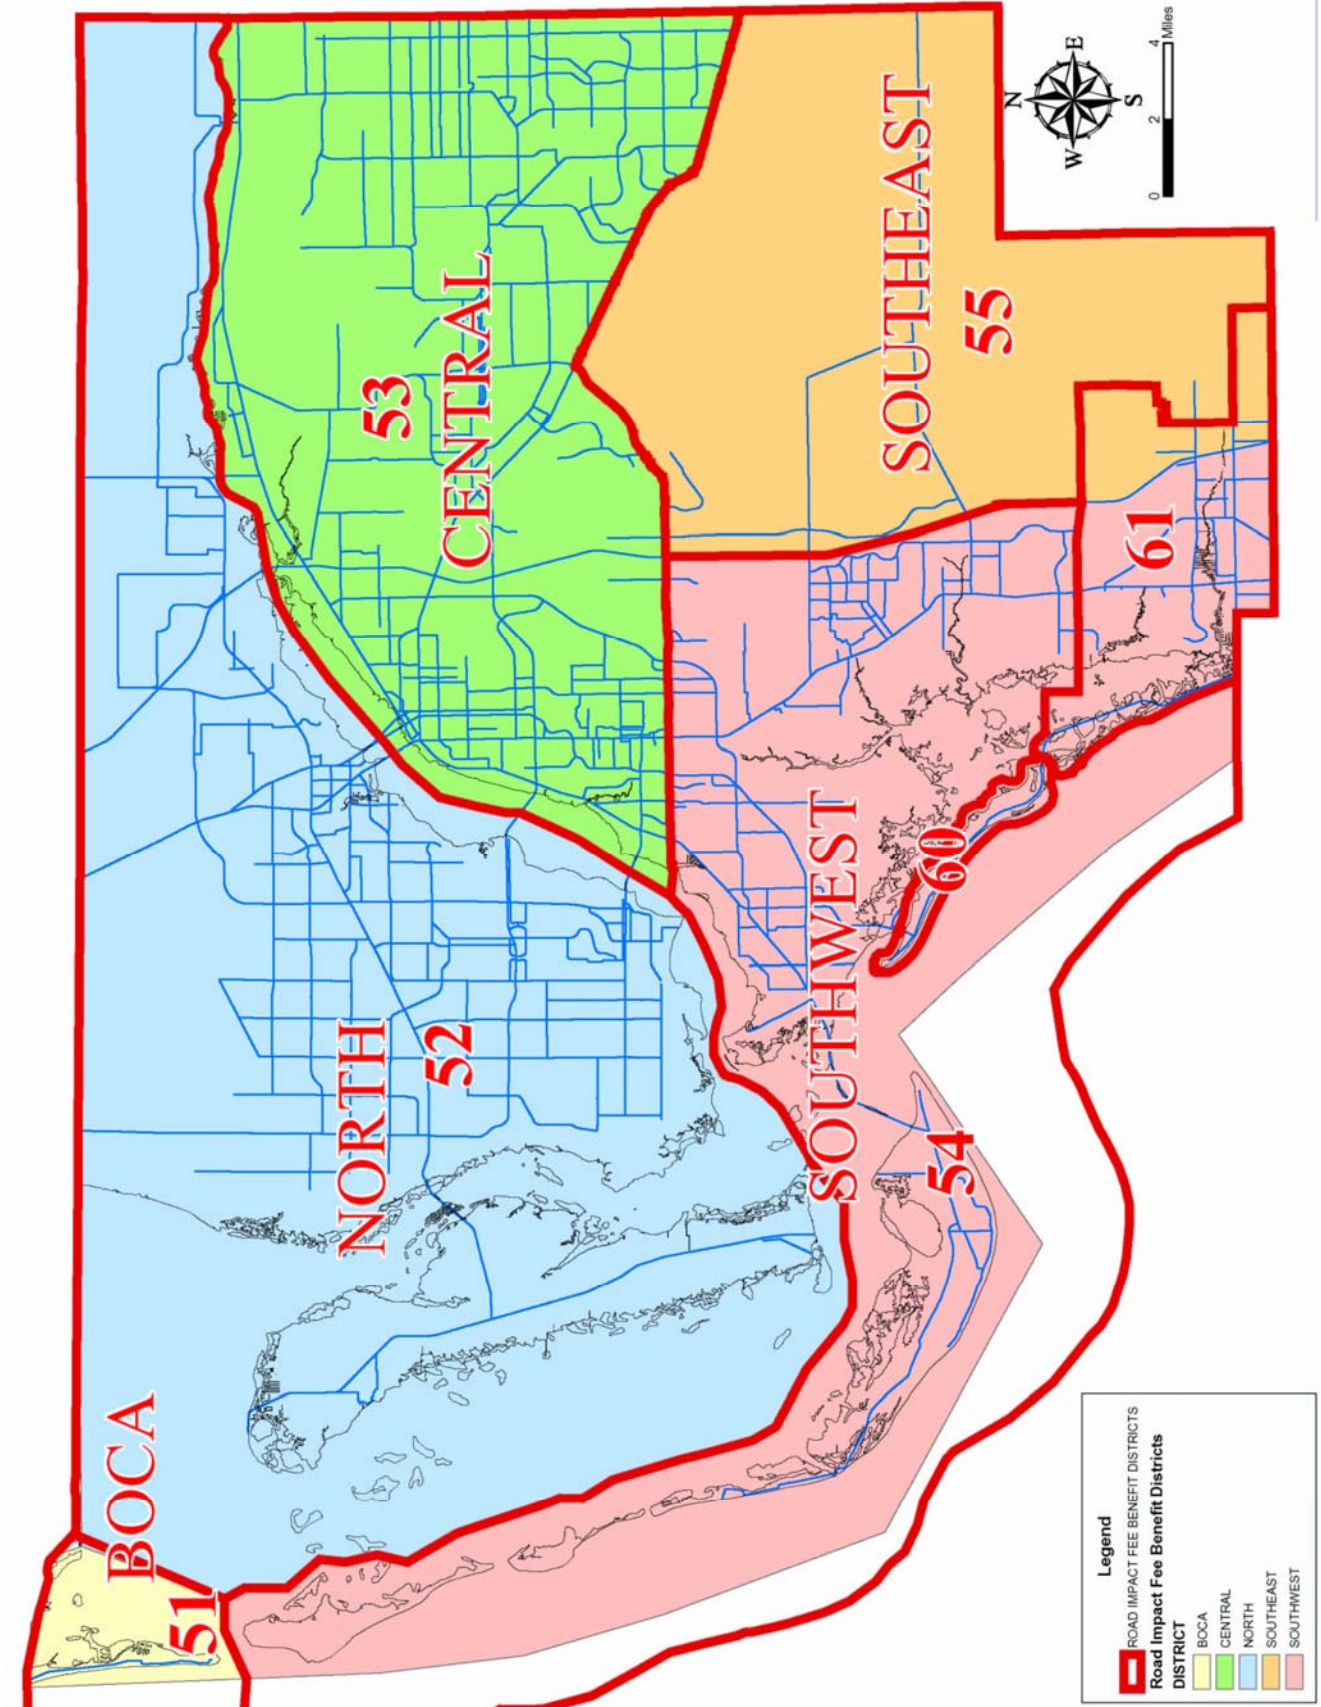 BOCA
51
NORTH
52
53
CENTRAL
SOUTHWEST
54
60
61
SOUTHEAST
55
N
W
E
S
0 2 4 Miles
Legend
ROAD IMPACT FEE BENEFIT DISTRICTS
Road Impact Fee Benefit Districts
DISTRICT
BOCA
CENTRAL
NORTH
SOUTHEAST
SOUTHWEST